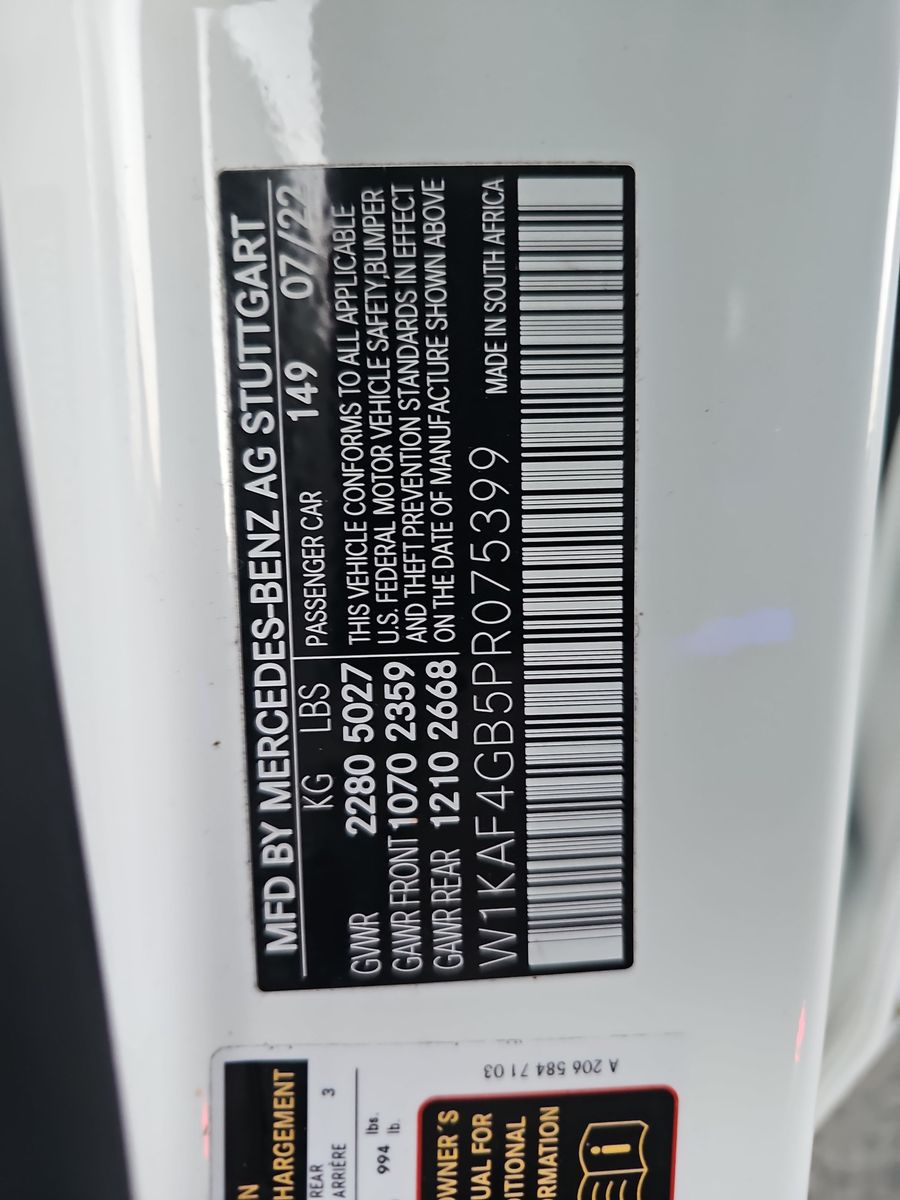 MFD BY MERCEDES-BENZ AG STUTTGART
KG LBS PASSENGER CAR 149 07/22
GVWR 2280 5027 THIS VEHICLE CONFORMS TO ALL APPLICABLE
GAWR FRONT 1070 2359 U.S. FEDERAL MOTOR VEHICLE SAFETY,BUMPER
GAWR REAR 1210 2668 AND THEFT PREVENTION STANDARDS IN EFFECT
ON THE DATE OF MANUFACTURE SHOWN ABOVE
W1KAF4GB5PR075399 MADE IN SOUTH AFRICA
HARGEMENT
REAR
ARRIÈRE 3
994 lbs.
lb.
A 206 584 71 03
OWNER'S
UAL FOR
DITIONAL
ORMATION